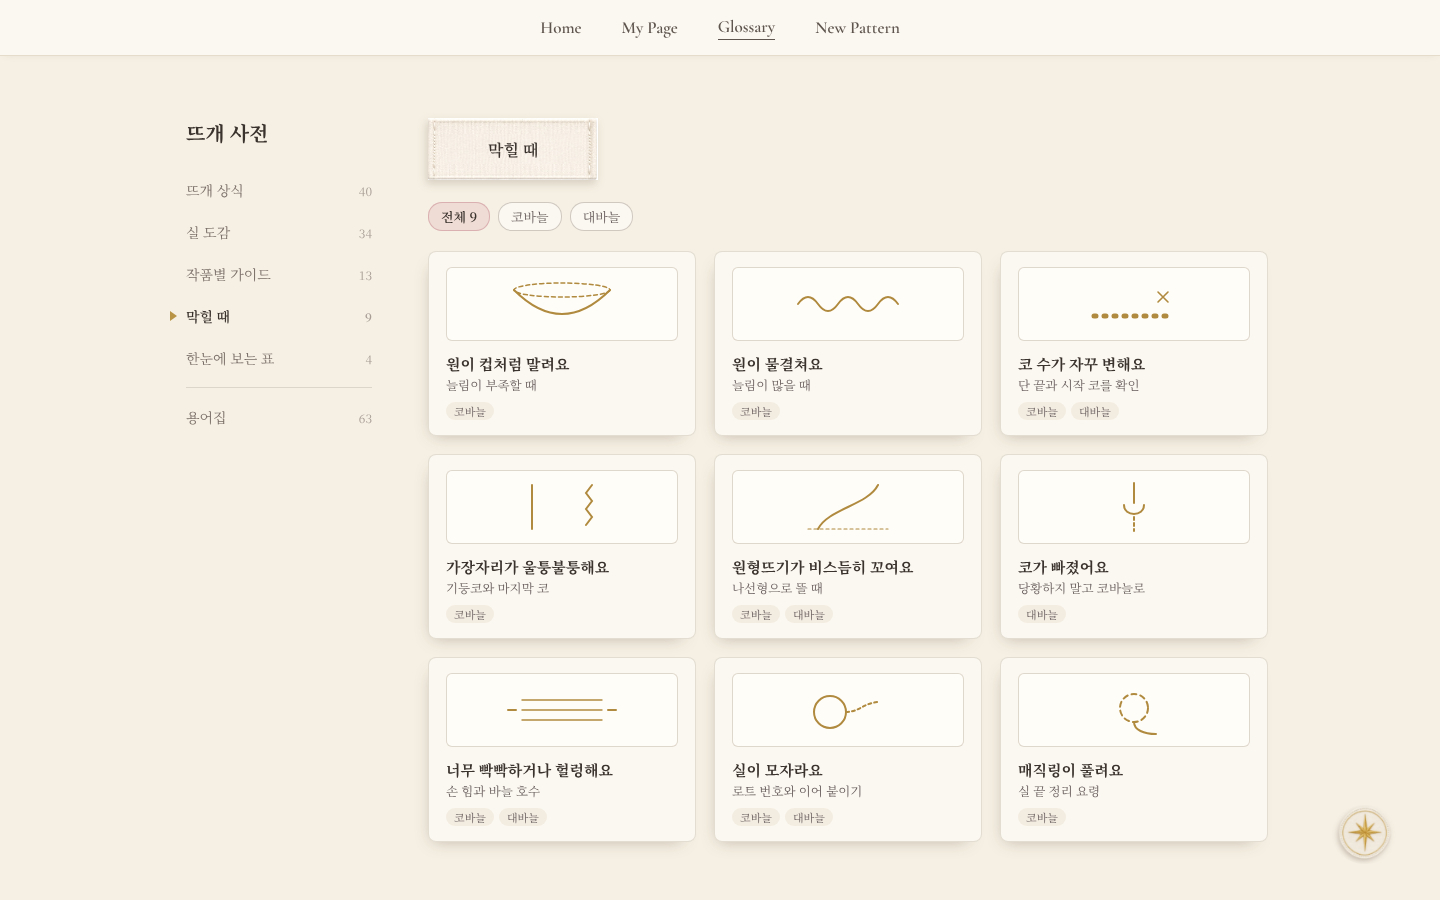 Home My Page Glossary New Pattern
뜨개 사전
뜨개 상식 40
실 도감 34
작품별 가이드 13
막힐 때 9
한눈에 보는 표 4
용어집 63
막힐 때
전체 9 코바늘 대바늘
원이 컵처럼 말려요
늘림이 부족할 때
코바늘
원이 물결쳐요
늘림이 많을 때
코바늘
코 수가 자꾸 변해요
단 끝과 시작 코를 확인
코바늘 대바늘
가장자리가 울퉁불퉁해요
기둥코와 마지막 코
코바늘
원형뜨기가 비스듬히 꼬여요
나선형으로 뜰 때
코바늘 대바늘
코가 빠졌어요
당황하지 말고 코바늘로
대바늘
너무 빡빡하거나 헐렁해요
손 힘과 바늘 호수
코바늘 대바늘
실이 모자라요
로트 번호와 이어 붙이기
코바늘 대바늘
매직링이 풀려요
실 끝 정리 요령
코바늘